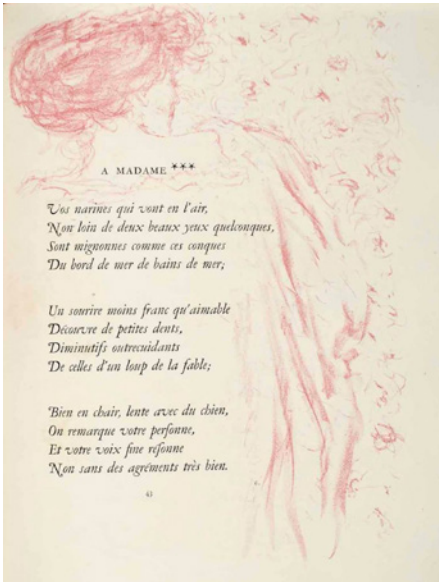 A MADAME ***
Vos narines qui vont en l'air,
Non loin de deux beaux yeux quelconques,
Sont mignonnes comme ces conques
Du bord de mer de bains de mer;
Un sourire moins franc qu'aimable
Découvre de petites dents,
Diminutifs outrecuidants
De celles d'un loup de la fable;
Bien en chair, lente avec du chien,
On remarque votre perſonne,
Et votre voix fine réſonne
Non sans des agréments très bien.
43